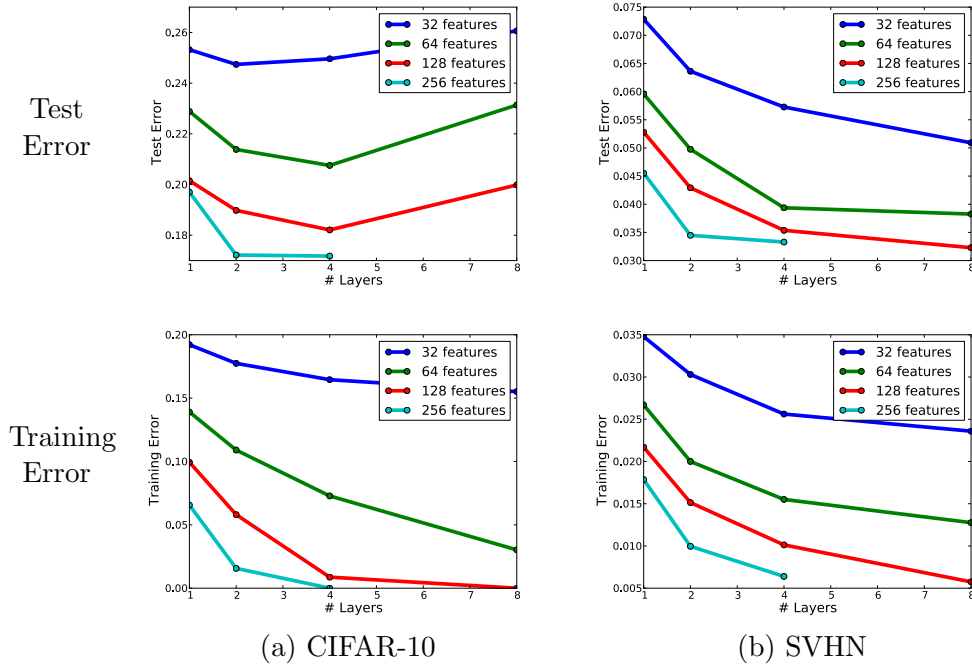 Test
Error
Test Error
0.26
0.24
0.22
0.20
0.18
32 features
64 features
128 features
256 features
1 2 3 4 5 6 7 8
# Layers
Test Error
0.075
0.070
0.065
0.060
0.055
0.050
0.045
0.040
0.035
0.030
32 features
64 features
128 features
256 features
1 2 3 4 5 6 7 8
# Layers
Training
Error
Training Error
0.20
0.15
0.10
0.05
0.00
32 features
64 features
128 features
256 features
1 2 3 4 5 6 7 8
# Layers
Training Error
0.035
0.030
0.025
0.020
0.015
0.010
0.005
32 features
64 features
128 features
256 features
1 2 3 4 5 6 7 8
# Layers
(a) CIFAR-10
(b) SVHN